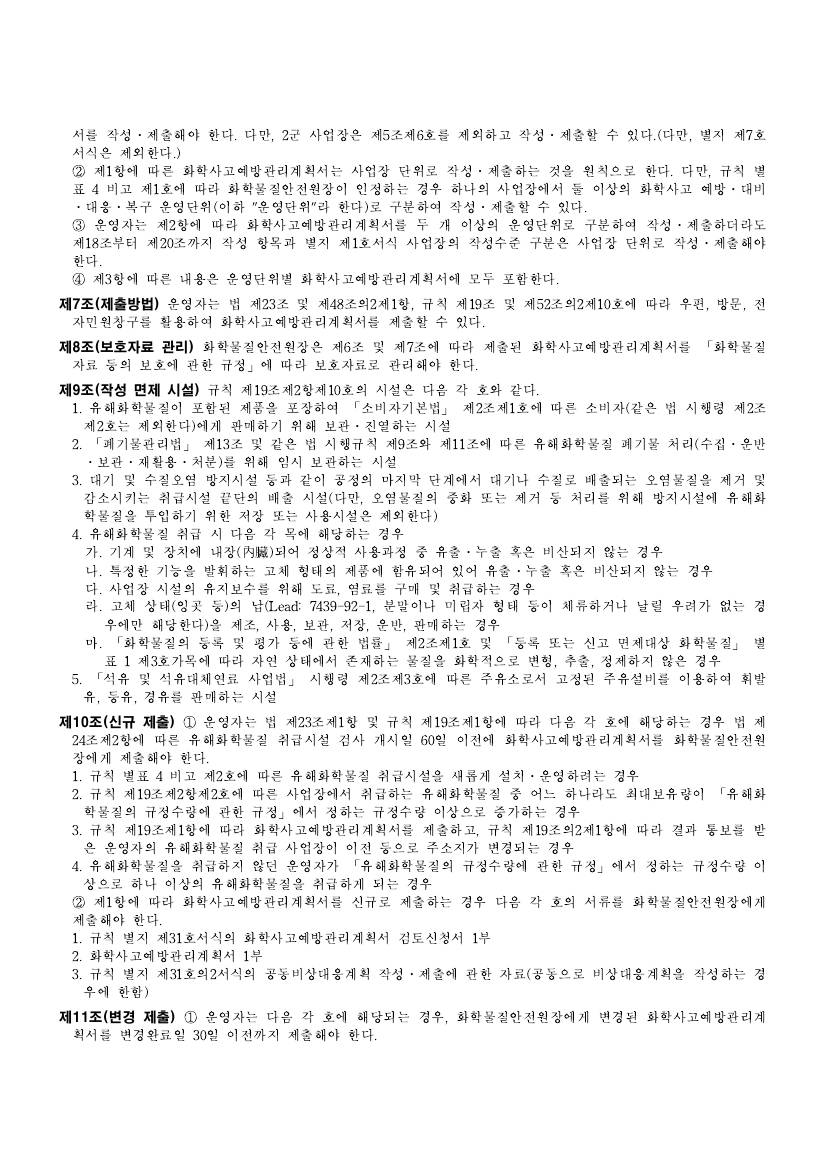 서를 작성ㆍ제출해야 한다. 다만, 2군 사업장은 제5조제6호를 제외하고 작성ㆍ제출할 수 있다.(다만, 별지 제7호
서식은 제외한다.)
② 제1항에 따른 화학사고예방관리계획서는 사업장 단위로 작성ㆍ제출하는 것을 원칙으로 한다. 다만, 규칙 별
표 4 비고 제1호에 따라 화학물질안전원장이 인정하는 경우 하나의 사업장에서 둘 이상의 화학사고 예방ㆍ대비
ㆍ대응ㆍ복구 운영단위(이하 "운영단위"라 한다)로 구분하여 작성ㆍ제출할 수 있다.
③ 운영자는 제2항에 따라 화학사고예방관리계획서를 두 개 이상의 운영단위로 구분하여 작성ㆍ제출하더라도
제18조부터 제20조까지 작성 항목과 별지 제1호서식 사업장의 작성수준 구분은 사업장 단위로 작성ㆍ제출해야
한다.
④ 제3항에 따른 내용은 운영단위별 화학사고예방관리계획서에 모두 포함한다.
제7조(제출방법) 운영자는 법 제23조 및 제48조의2제1항, 규칙 제19조 및 제52조의2제10호에 따라 우편, 방문, 전
자민원창구를 활용하여 화학사고예방관리계획서를 제출할 수 있다.
제8조(보호자료 관리) 화학물질안전원장은 제6조 및 제7조에 따라 제출된 화학사고예방관리계획서를 「화학물질
자료 등의 보호에 관한 규정」에 따라 보호자료로 관리해야 한다.
제9조(작성 면제 시설) 규칙 제19조제2항제10호의 시설은 다음 각 호와 같다.
1. 유해화학물질이 포함된 제품을 포장하여 「소비자기본법」 제2조제1호에 따른 소비자(같은 법 시행령 제2조
제2호는 제외한다)에게 판매하기 위해 보관ㆍ진열하는 시설
2. 「폐기물관리법」 제13조 및 같은 법 시행규칙 제9조와 제11조에 따른 유해화학물질 폐기물 처리(수집ㆍ운반
ㆍ보관ㆍ재활용ㆍ처분)를 위해 임시 보관하는 시설
3. 대기 및 수질오염 방지시설 등과 같이 공정의 마지막 단계에서 대기나 수질로 배출되는 오염물질을 제거 및
감소시키는 취급시설 끝단의 배출 시설(다만, 오염물질의 중화 또는 제거 등 처리를 위해 방지시설에 유해화
학물질을 투입하기 위한 저장 또는 사용시설은 제외한다)
4. 유해화학물질 취급 시 다음 각 목에 해당하는 경우
가. 기계 및 장치에 내장(內臟)되어 정상적 사용과정 중 유출ㆍ누출 혹은 비산되지 않는 경우
나. 특정한 기능을 발휘하는 고체 형태의 제품에 함유되어 있어 유출ㆍ누출 혹은 비산되지 않는 경우
다. 사업장 시설의 유지보수를 위해 도료, 염료를 구매 및 취급하는 경우
라. 고체 상태(잉곳 등)의 납(Lead: 7439-92-1, 분말이나 미립자 형태 등이 체류하거나 날릴 우려가 없는 경
우에만 해당한다)을 제조, 사용, 보관, 저장, 운반, 판매하는 경우
마. 「화학물질의 등록 및 평가 등에 관한 법률」 제2조제1호 및 「등록 또는 신고 면제대상 화학물질」 별
표 1 제3호가목에 따라 자연 상태에서 존재하는 물질을 화학적으로 변형, 추출, 정제하지 않은 경우
5. 「석유 및 석유대체연료 사업법」 시행령 제2조제3호에 따른 주유소로서 고정된 주유설비를 이용하여 휘발
유, 등유, 경유를 판매하는 시설
제10조(신규 제출) ① 운영자는 법 제23조제1항 및 규칙 제19조제1항에 따라 다음 각 호에 해당하는 경우 법 제
24조제2항에 따른 유해화학물질 취급시설 검사 개시일 60일 이전에 화학사고예방관리계획서를 화학물질안전원
장에게 제출해야 한다.
1. 규칙 별표 4 비고 제2호에 따른 유해화학물질 취급시설을 새롭게 설치ㆍ운영하려는 경우
2. 규칙 제19조제2항제2호에 따른 사업장에서 취급하는 유해화학물질 중 어느 하나라도 최대보유량이 「유해화
학물질의 규정수량에 관한 규정」에서 정하는 규정수량 이상으로 증가하는 경우
3. 규칙 제19조제1항에 따라 화학사고예방관리계획서를 제출하고, 규칙 제19조의2제1항에 따라 결과 통보를 받
은 운영자의 유해화학물질 취급 사업장이 이전 등으로 주소지가 변경되는 경우
4. 유해화학물질을 취급하지 않던 운영자가 「유해화학물질의 규정수량에 관한 규정」에서 정하는 규정수량 이
상으로 하나 이상의 유해화학물질을 취급하게 되는 경우
② 제1항에 따라 화학사고예방관리계획서를 신규로 제출하는 경우 다음 각 호의 서류를 화학물질안전원장에게
제출해야 한다.
1. 규칙 별지 제31호서식의 화학사고예방관리계획서 검토신청서 1부
2. 화학사고예방관리계획서 1부
3. 규칙 별지 제31호의2서식의 공동비상대응계획 작성ㆍ제출에 관한 자료(공동으로 비상대응계획을 작성하는 경
우에 한함)
제11조(변경 제출) ① 운영자는 다음 각 호에 해당되는 경우, 화학물질안전원장에게 변경된 화학사고예방관리계
획서를 변경완료일 30일 이전까지 제출해야 한다.